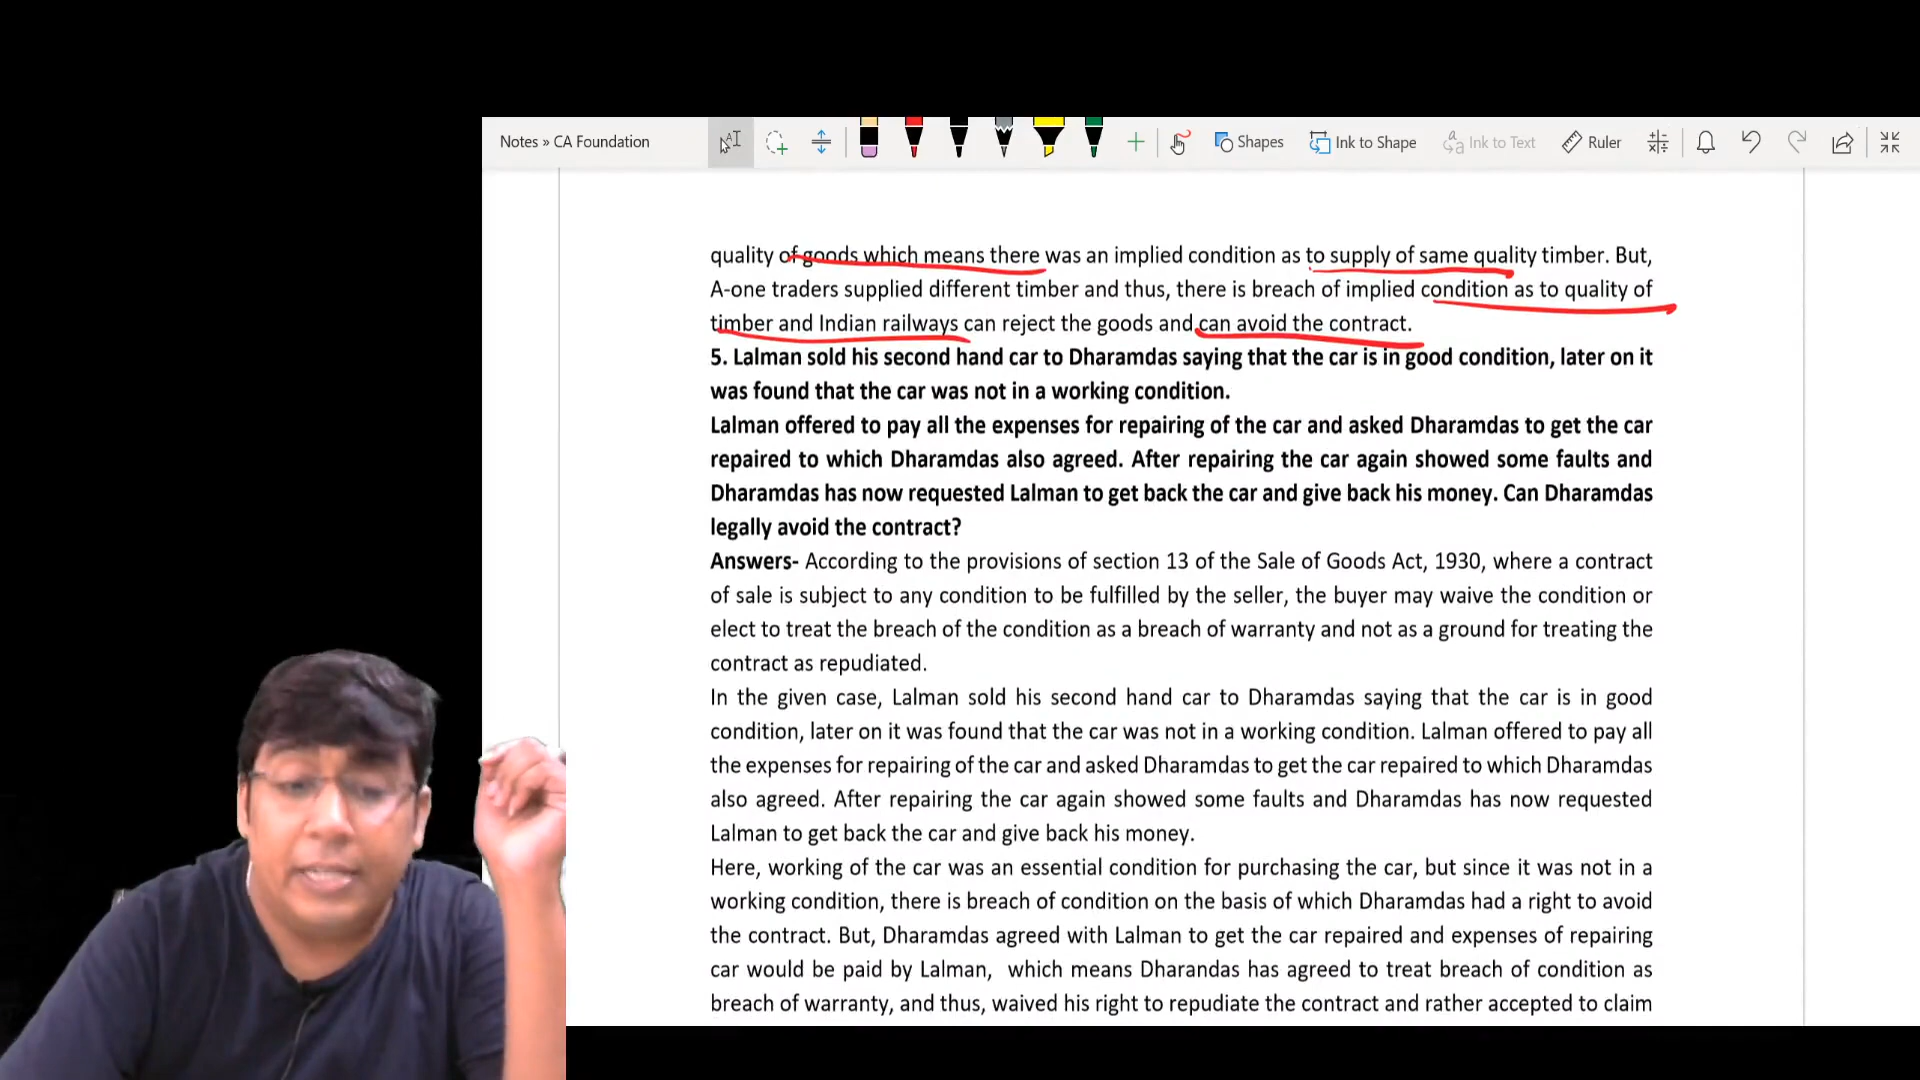 Notes » CA Foundation
Shapes
Ink to Shape
Ink to Text
Ruler
quality of goods which means there was an implied condition as to supply of same quality timber. But,
A-one traders supplied different timber and thus, there is breach of implied condition as to quality of
timber and Indian railways can reject the goods and can avoid the contract.
5. Lalman sold his second hand car to Dharamdas saying that the car is in good condition, later on it
was found that the car was not in a working condition.
Lalman offered to pay all the expenses for repairing of the car and asked Dharamdas to get the car
repaired to which Dharamdas also agreed. After repairing the car again showed some faults and
Dharamdas has now requested Lalman to get back the car and give back his money. Can Dharamdas
legally avoid the contract?
Answers- According to the provisions of section 13 of the Sale of Goods Act, 1930, where a contract
of sale is subject to any condition to be fulfilled by the seller, the buyer may waive the condition or
elect to treat the breach of the condition as a breach of warranty and not as a ground for treating the
contract as repudiated.
In the given case, Lalman sold his second hand car to Dharamdas saying that the car is in good
condition, later on it was found that the car was not in a working condition. Lalman offered to pay all
the expenses for repairing of the car and asked Dharamdas to get the car repaired to which Dharamdas
also agreed. After repairing the car again showed some faults and Dharamdas has now requested
Lalman to get back the car and give back his money.
Here, working of the car was an essential condition for purchasing the car, but since it was not in a
working condition, there is breach of condition on the basis of which Dharamdas had a right to avoid
the contract. But, Dharamdas agreed with Lalman to get the car repaired and expenses of repairing
car would be paid by Lalman, which means Dharandas has agreed to treat breach of condition as
breach of warranty, and thus, waived his right to repudiate the contract and rather accepted to claim